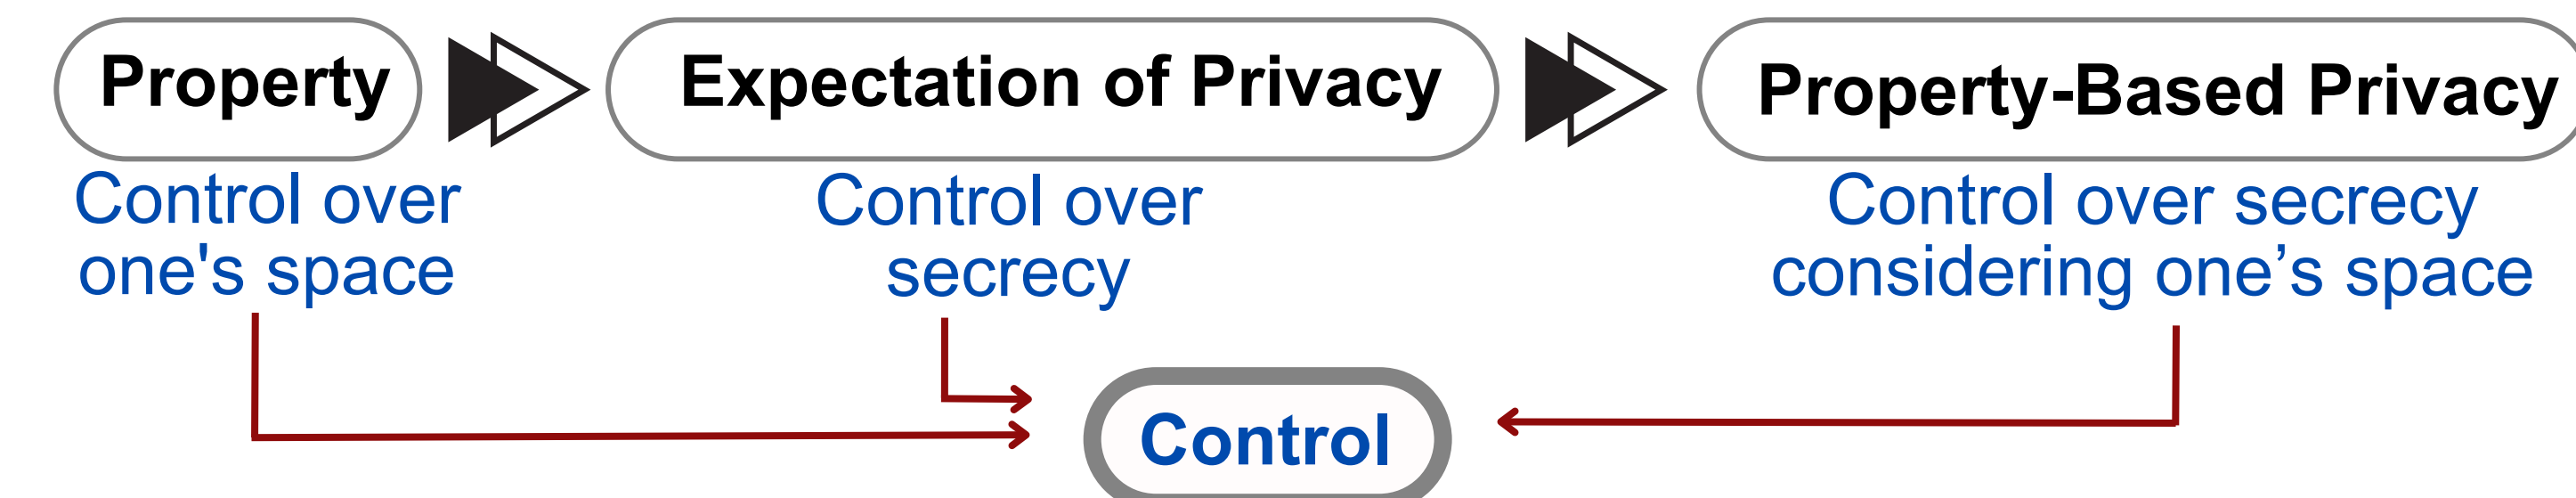 Property
Expectation of Privacy
Property-Based Privacy
Control over
one's space
Control over
secrecy
Control over secrecy
considering one’s space
Control